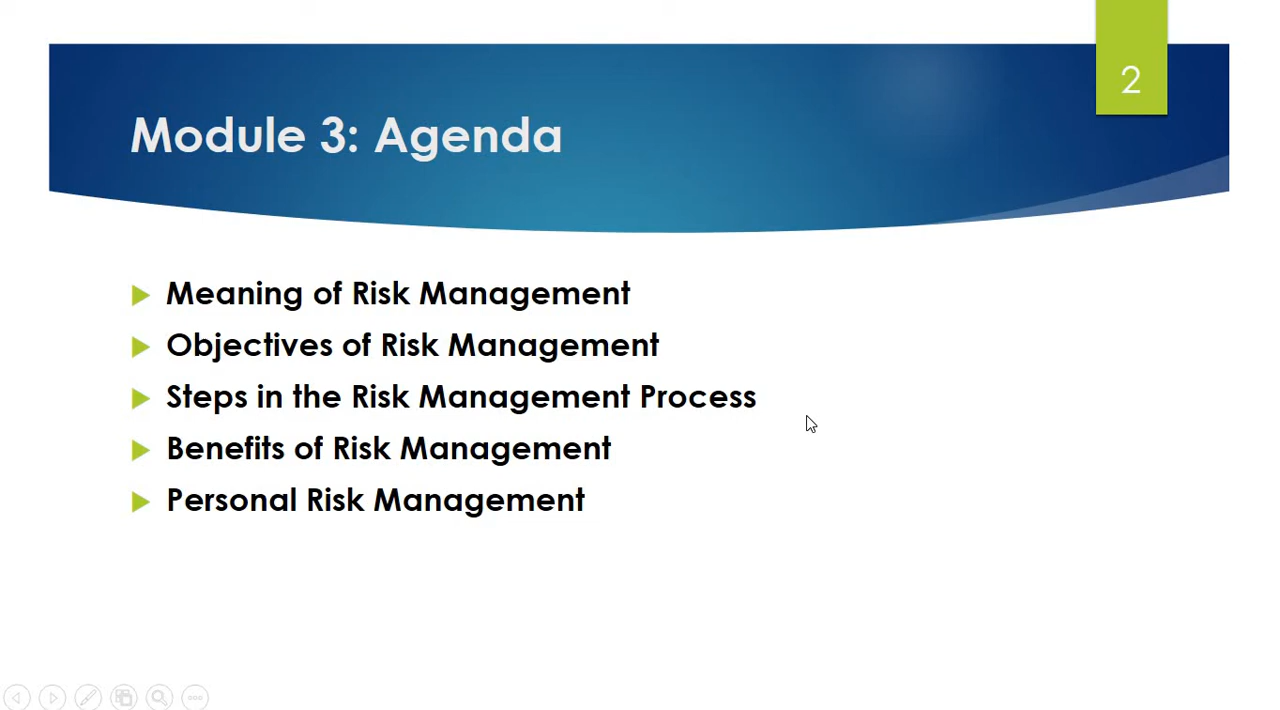 2
Module 3: Agenda
Meaning of Risk Management
Objectives of Risk Management
Steps in the Risk Management Process
Benefits of Risk Management
Personal Risk Management